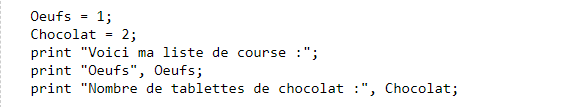 Oeufs = 1;
Chocolat = 2;
print "Voici ma liste de course :";
print "Oeufs", Oeufs;
print "Nombre de tablettes de chocolat :", Chocolat;